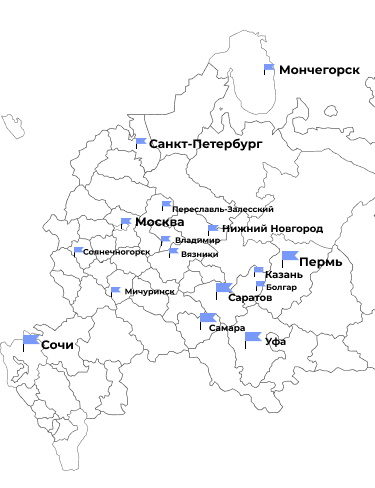 Мончегорск
Санкт-Петербург
Переславль-Залесский
Москва
Нижний Новгород
Владимир
Солнечногорск
Вязники
Пермь
Казань
Болгар
Мичуринск
Саратов
Самара
Уфа
Сочи